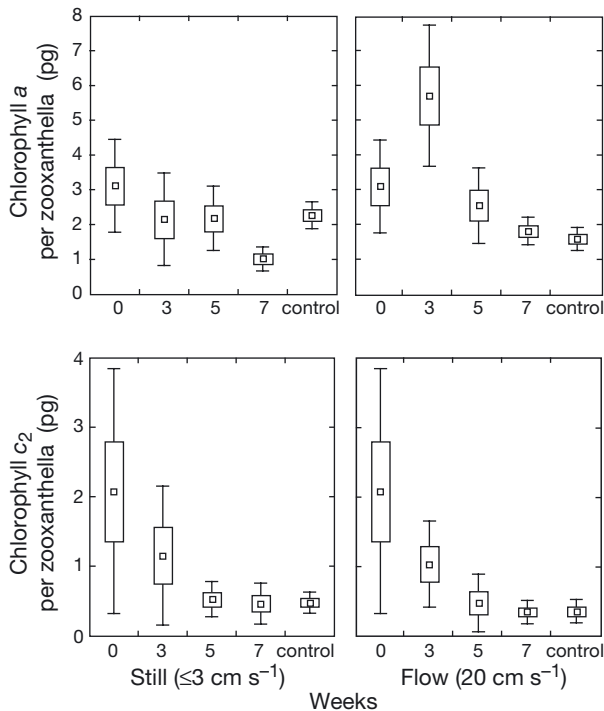 Chlorophyll a
per zooxanthella (pg)
8
7
6
5
4
3
2
1
0
0 3 5 7 control
0 3 5 7 control
Chlorophyll c2
per zooxanthella (pg)
4
3
2
1
0
0 3 5 7 control
0 3 5 7 control
Still (≤3 cm s–1)
Flow (20 cm s–1)
Weeks